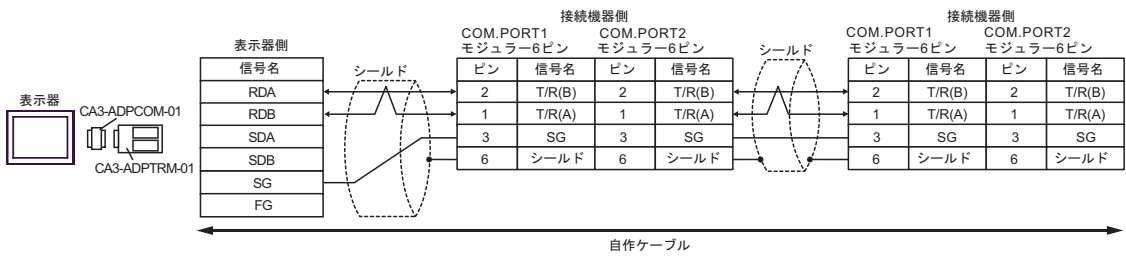 接続機器側
接続機器側
COM.PORT1 COM.PORT2
モジュラー6ピン モジュラー6ピン
COM.PORT1 COM.PORT2
モジュラー6ピン モジュラー6ピン
表示器側
シールド
シールド
信号名
ピン 信号名 ピン 信号名
ピン 信号名 ピン 信号名
表示器
CA3-ADPCOM-01
CA3-ADPTRM-01
RDA
2 T/R(B) 2 T/R(B)
2 T/R(B) 2 T/R(B)
RDB
1 T/R(A) 1 T/R(A)
1 T/R(A) 1 T/R(A)
SDA
3 SG 3 SG
3 SG 3 SG
SDB
6 シールド 6 シールド
6 シールド 6 シールド
SG
FG
自作ケーブル